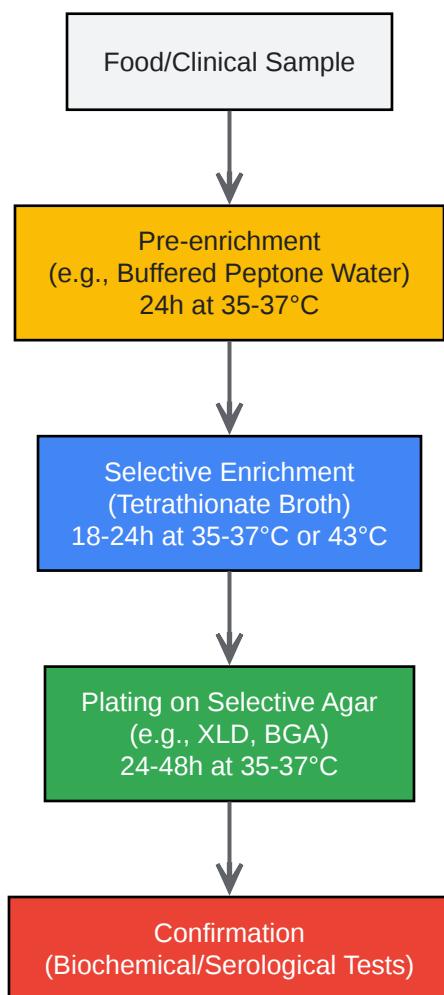 Food/Clinical Sample
Pre-enrichment
(e.g., Buffered Peptone Water)
24h at 35-37°C
Selective Enrichment
(Tetrathionate Broth)
18-24h at 35-37°C or 43°C
Plating on Selective Agar
(e.g., XLD, BGA)
24-48h at 35-37°C
Confirmation
(Biochemical/Serological Tests)